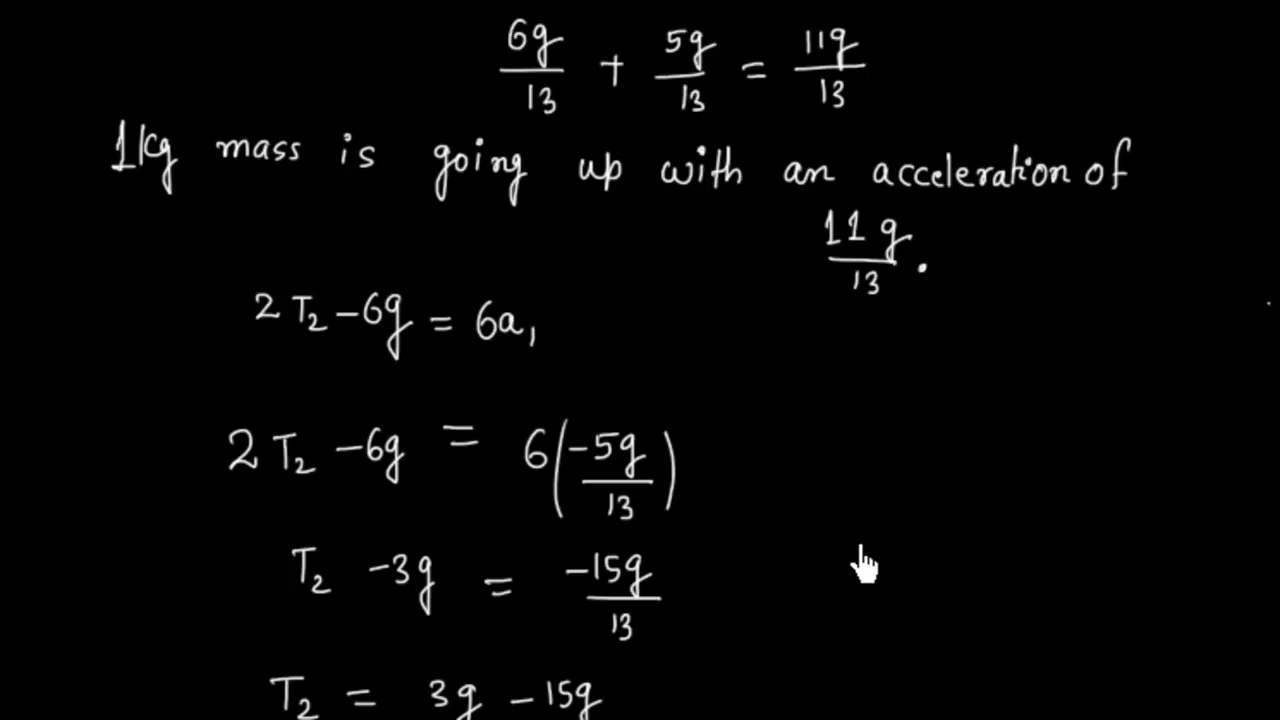 6g/13 + 5g/13 = 11g/13
1kg mass is going up with an acceleration of
11g/13.
2T₂ - 6g = 6a₁
2T₂ - 6g = 6(-5g/13)
T₂ - 3g = -15g/13
T₂ = 3g - 15g